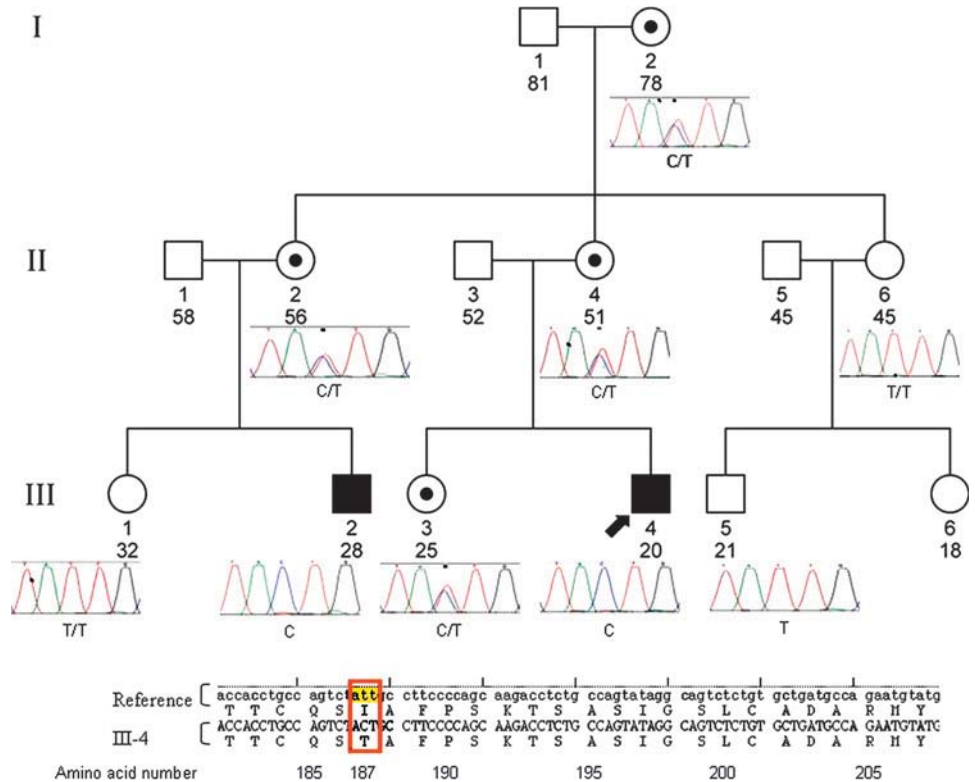 I
1 2
81 78
C/T
II
1 2 3 4 5 6
58 56 52 51 45 45
C/T C/T T/T
III
1 2 3 4 5 6
32 28 25 20 21 18
T/T C C/T C T
Reference accacctgcc agtctattgc cttccccagc aagacctctg ccagtatagg cagtctctgt gctgatgcca gaatgtatg
T T C Q S I A F P S K T S A S I G S L C A D A R M Y
III-4 ACCACCTGCC AGTCTACTGC CTTCCCCAGC AAGACCTCTG CCAGTATAGG CAGTCTCTGT GCTGATGCCA GAATGTATG
T T C Q S T A F P S K T S A S I G S L C A D A R M Y
Amino acid number 185 187 190 195 200 205